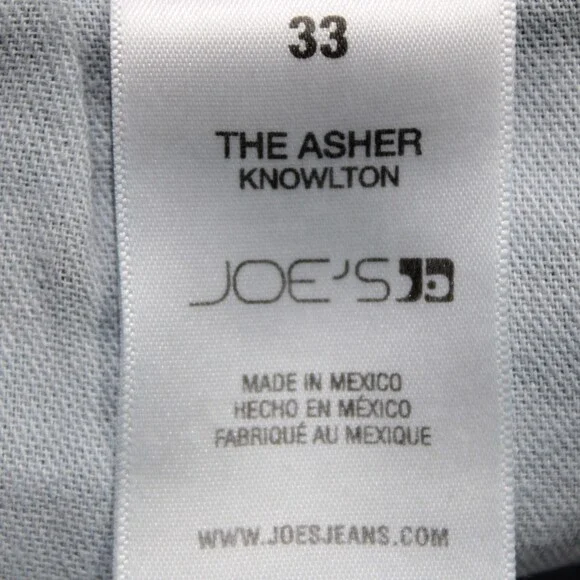 33
THE ASHER
KNOWLTON
JOE'S
MADE IN MEXICO
HECHO EN MÉXICO
FABRIQUÉ AU MEXIQUE
WWW.JOESJEANS.COM